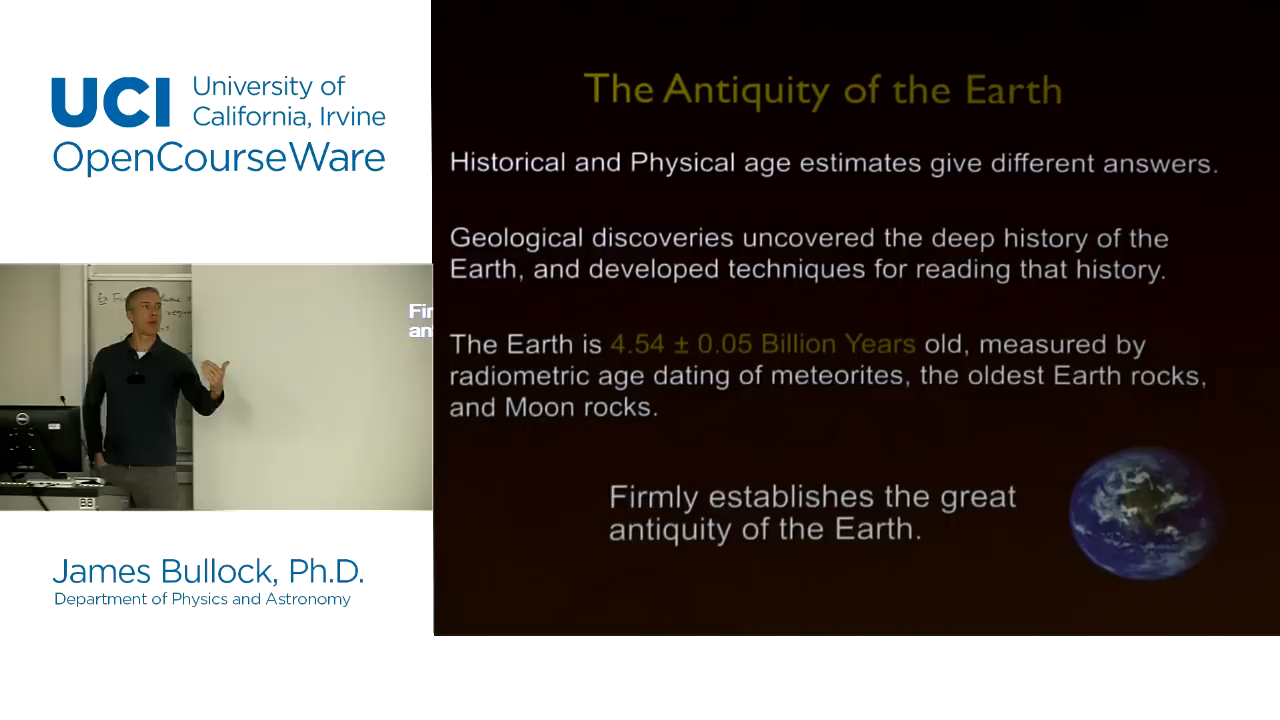 UCI
University of
California, Irvine
OpenCourseWare
The Antiquity of the Earth
Historical and Physical age estimates give different answers.
Geological discoveries uncovered the deep history of the
Earth, and developed techniques for reading that history.
The Earth is 4.54 ± 0.05 Billion Years old, measured by
radiometric age dating of meteorites, the oldest Earth rocks,
and Moon rocks.
Firmly establishes the great
antiquity of the Earth.
Fir
an
DELL
James Bullock, Ph.D.
Department of Physics and Astronomy